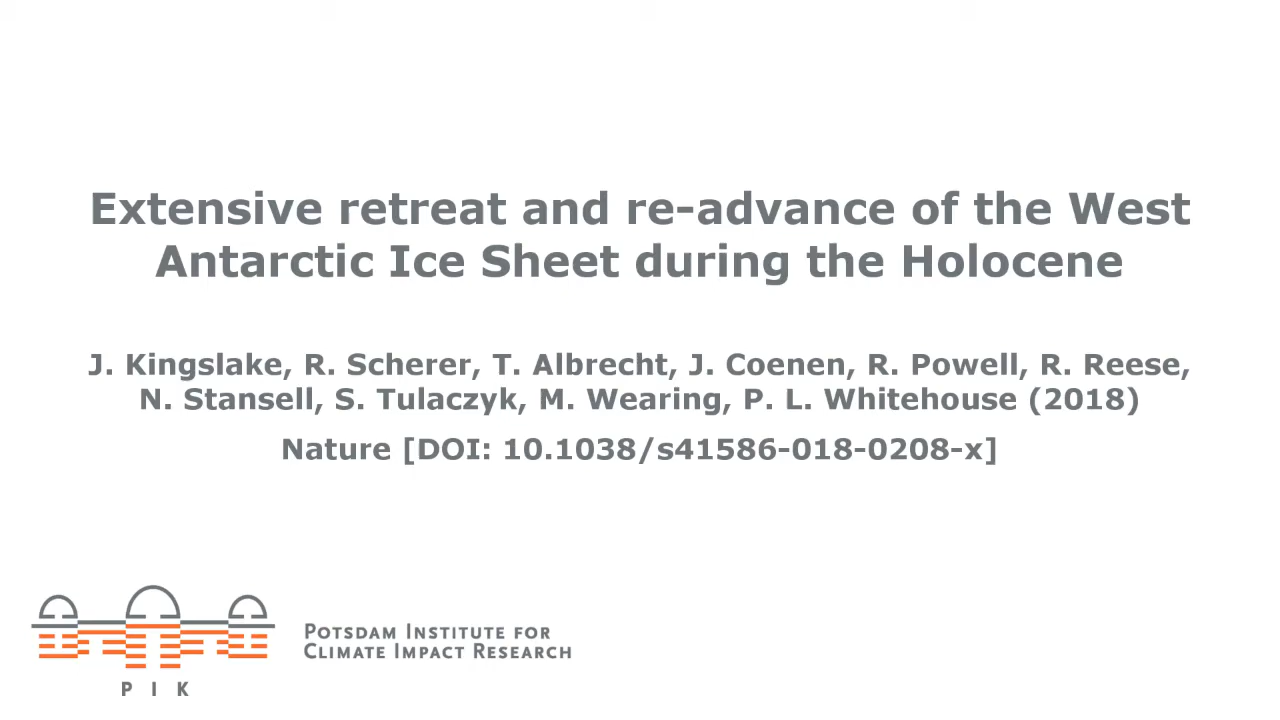 Extensive retreat and re-advance of the West
Antarctic Ice Sheet during the Holocene
J. Kingslake, R. Scherer, T. Albrecht, J. Coenen, R. Powell, R. Reese,
N. Stansell, S. Tulaczyk, M. Wearing, P. L. Whitehouse (2018)
Nature [DOI: 10.1038/s41586-018-0208-x]
POTSDAM INSTITUTE FOR
CLIMATE IMPACT RESEARCH
PIK